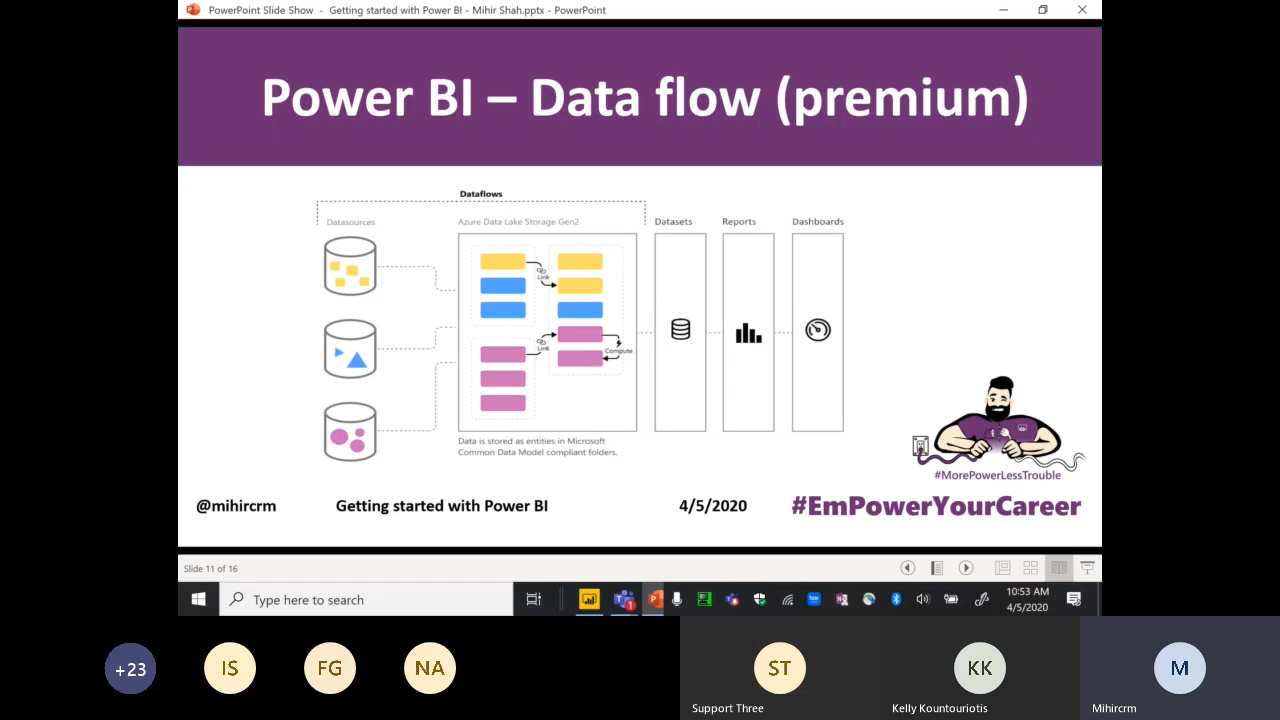 PowerPoint Slide Show - Getting started with Power BI - Mihir Shah.pptx - PowerPoint
Power BI – Data flow (premium)
Dataflows
Datasources
Azure Data Lake Storage Gen2
Datasets
Reports
Dashboards
Link
Link
Compute
Data is stored as entities in Microsoft
Common Data Model compliant folders.
#MorePowerLessTrouble
@mihircrm
Getting started with Power BI
4/5/2020
#EmPowerYourCareer
Slide 11 of 16
Type here to search
1
10:53 AM
4/5/2020
+23
IS
FG
NA
ST
KK
M
Support Three
Kelly Kountouriotis
Mihircrm